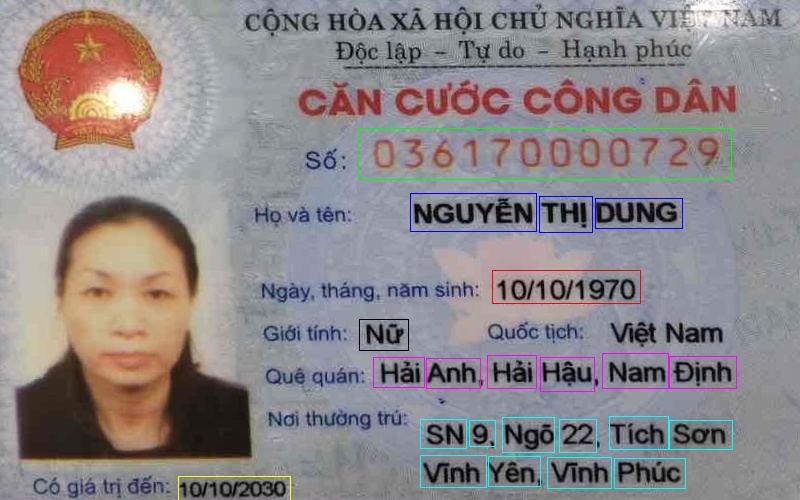 CỘNG HÒA XÃ HỘI CHỦ NGHĨA VIỆT NAM
Độc lập - Tự do - Hạnh phúc
CĂN CƯỚC CÔNG DÂN
Số: 036170000729
Họ và tên: NGUYỄN THỊ DUNG
Ngày, tháng, năm sinh: 10/10/1970
Giới tính: Nữ Quốc tịch: Việt Nam
Quê quán: Hải Anh, Hải Hậu, Nam Định
Nơi thường trú: SN 9, Ngõ 22, Tích Sơn
Vĩnh Yên, Vĩnh Phúc
Có giá trị đến: 10/10/2030